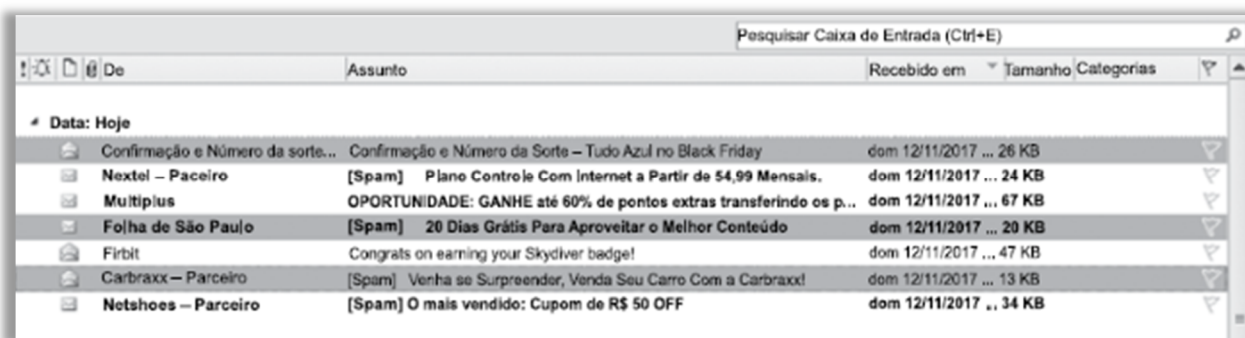 Pesquisar Caixa de Entrada (Ctrl+E)
De Assunto Recebido em Tamanho Categorias
Data: Hoje
Confirmação e Número da sorte... Confirmação e Número da Sorte – Tudo Azul no Black Friday dom 12/11/2017 ... 26 KB
Nextel – Paceiro [Spam] Plano Controle Com Internet a Partir de 54,99 Mensais. dom 12/11/2017 ... 24 KB
Multiplus OPORTUNIDADE: GANHE até 60% de pontos extras transferindo os p... dom 12/11/2017 ... 67 KB
Folha de São Paulo [Spam] 20 Dias Grátis Para Aproveitar o Melhor Conteúdo dom 12/11/2017 ... 20 KB
Firbit Congrats on earning your Skydiver badge! dom 12/11/2017 ... 47 KB
Carbraxx – Parceiro [Spam] Venha se Surpreender, Venda Seu Carro Com a Carbraxx! dom 12/11/2017 ... 13 KB
Netshoes – Parceiro [Spam] O mais vendido: Cupom de R$ 50 OFF dom 12/11/2017 ... 34 KB